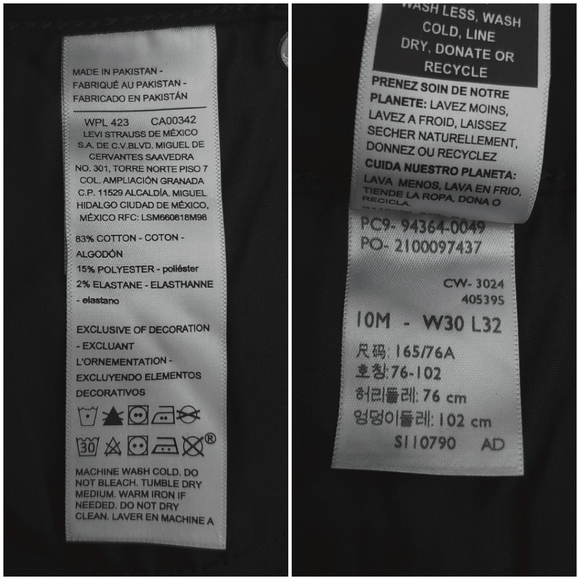 MADE IN PAKISTAN -
FABRIQUÉ AU PAKISTAN -
FABRICADO EN PAKISTÁN
WPL 423 CA00342
LEVI STRAUSS DE MÉXICO
S.A. DE C.V.BLVD. MIGUEL DE
CERVANTES SAAVEDRA
NO. 301, TORRE NORTE PISO 7
COL. AMPLIACIÓN GRANADA
C.P. 11529 ALCALDÍA. MIGUEL
HIDALGO CIUDAD DE MÉXICO,
MÉXICO RFC: LSM660818M98
83% COTTON - COTON -
ALGODÓN
15% POLYESTER - poliéster
2% ELASTANE - ELASTHANNE
- elastano
EXCLUSIVE OF DECORATION
- EXCLUANT
L'ORNEMENTATION -
EXCLUYENDO ELEMENTOS
DECORATIVOS
30 ®
MACHINE WASH COLD. DO
NOT BLEACH. TUMBLE DRY
MEDIUM. WARM IRON IF
NEEDED. DO NOT DRY
CLEAN. LAVER EN MACHINE A
WASH LESS, WASH
COLD, LINE
DRY, DONATE OR
RECYCLE
PRENEZ SOIN DE NOTRE
PLANETE: LAVEZ MOINS,
LAVEZ A FROID, LAISSEZ
SECHER NATURELLEMENT,
DONNEZ OU RECYCLEZ
CUIDA NUESTRO PLANETA:
LAVA MENOS, LAVA EN FRIO,
TIENDE LA ROPA, DONA O
RECICLA
PC9- 94364-0049
PO- 2100097437
CW- 3024
405395
10M - W30 L32
尺码: 165/76A
호칭: 76-102
허리둘레: 76 cm
엉덩이둘레: 102 cm
S110790 AD